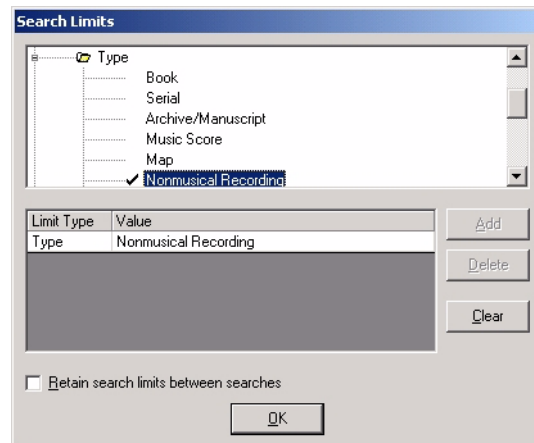 Search Limits
Type
Book
Serial
Archive/Manuscript
Music Score
Map
Nonmusical Recording
Limit Type Value
Type Nonmusical Recording
Add
Delete
Clear
Retain search limits between searches
OK